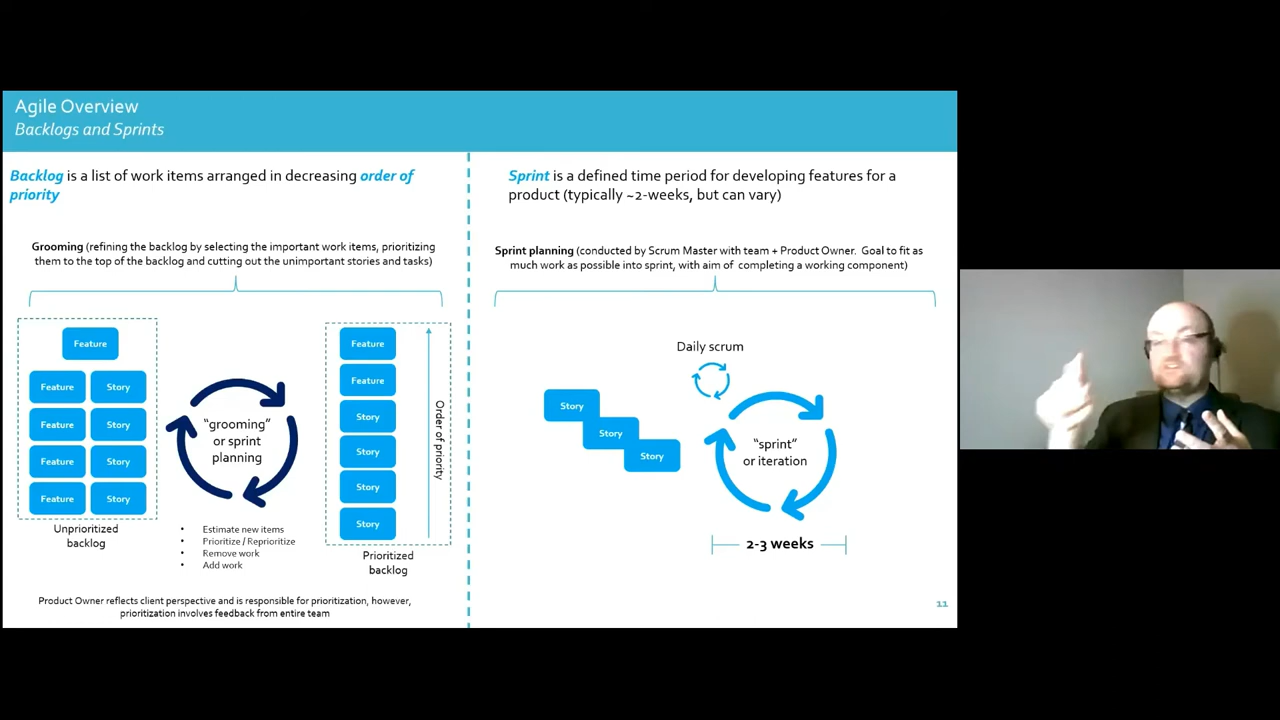 Agile Overview
Backlogs and Sprints
Backlog is a list of work items arranged in decreasing order of
priority
Grooming (refining the backlog by selecting the important work items, prioritizing
them to the top of the backlog and cutting out the unimportant stories and tasks)
Feature
Feature Story
Feature Story
Feature Story
Feature Story
Unprioritized
backlog
"grooming"
or sprint
planning
• Estimate new items
• Prioritize / Reprioritize
• Remove work
• Add work
Feature
Feature
Story
Story
Story
Story
Order of priority
Prioritized
backlog
Product Owner reflects client perspective and is responsible for prioritization, however,
prioritization involves feedback from entire team
Sprint is a defined time period for developing features for a
product (typically ~2-weeks, but can vary)
Sprint planning (conducted by Scrum Master with team + Product Owner. Goal to fit as
much work as possible into sprint, with aim of completing a working component)
Daily scrum
Story
Story
Story
"sprint"
or iteration
2-3 weeks
11